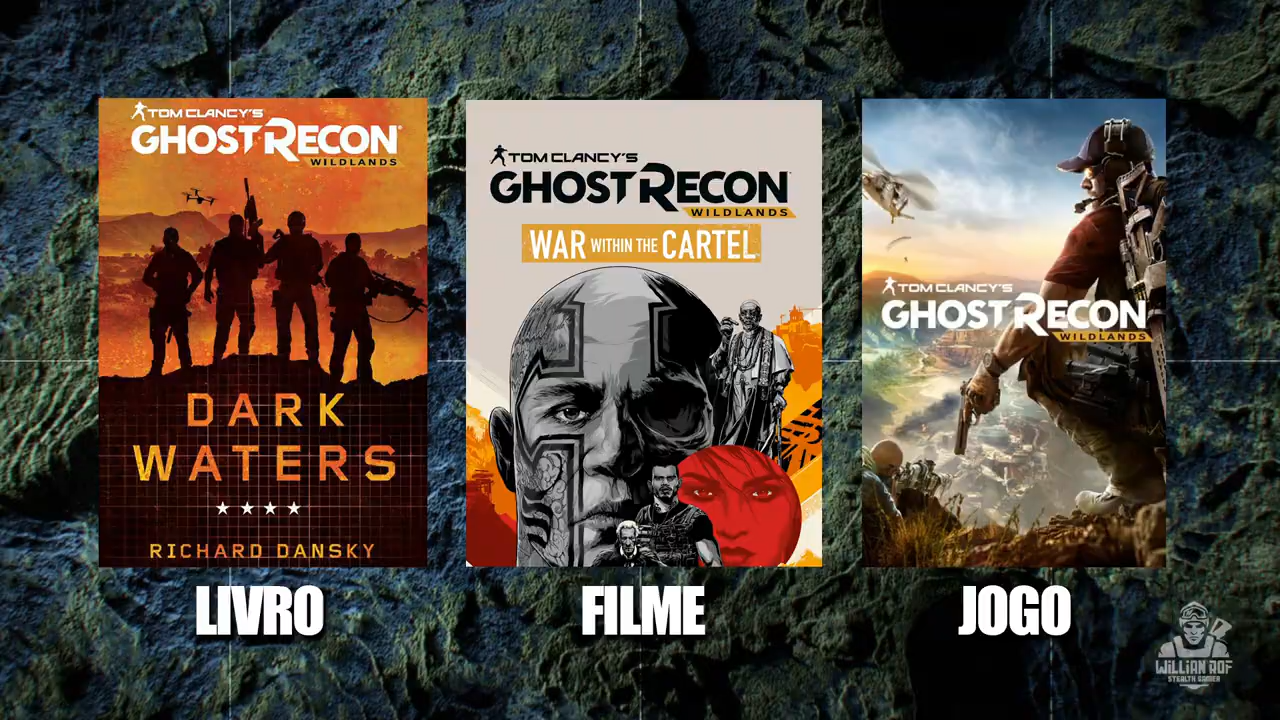 TOM CLANCY'S
GHOST RECON
WILDLANDS
DARK
WATERS
RICHARD DANSKY
LIVRO
TOM CLANCY'S
GHOST RECON
WILDLANDS
WAR WITHIN THE CARTEL
FILME
TOM CLANCY'S
GHOST RECON
WILDLANDS
JOGO
WILLIAN ROF
STEALTH GAMER